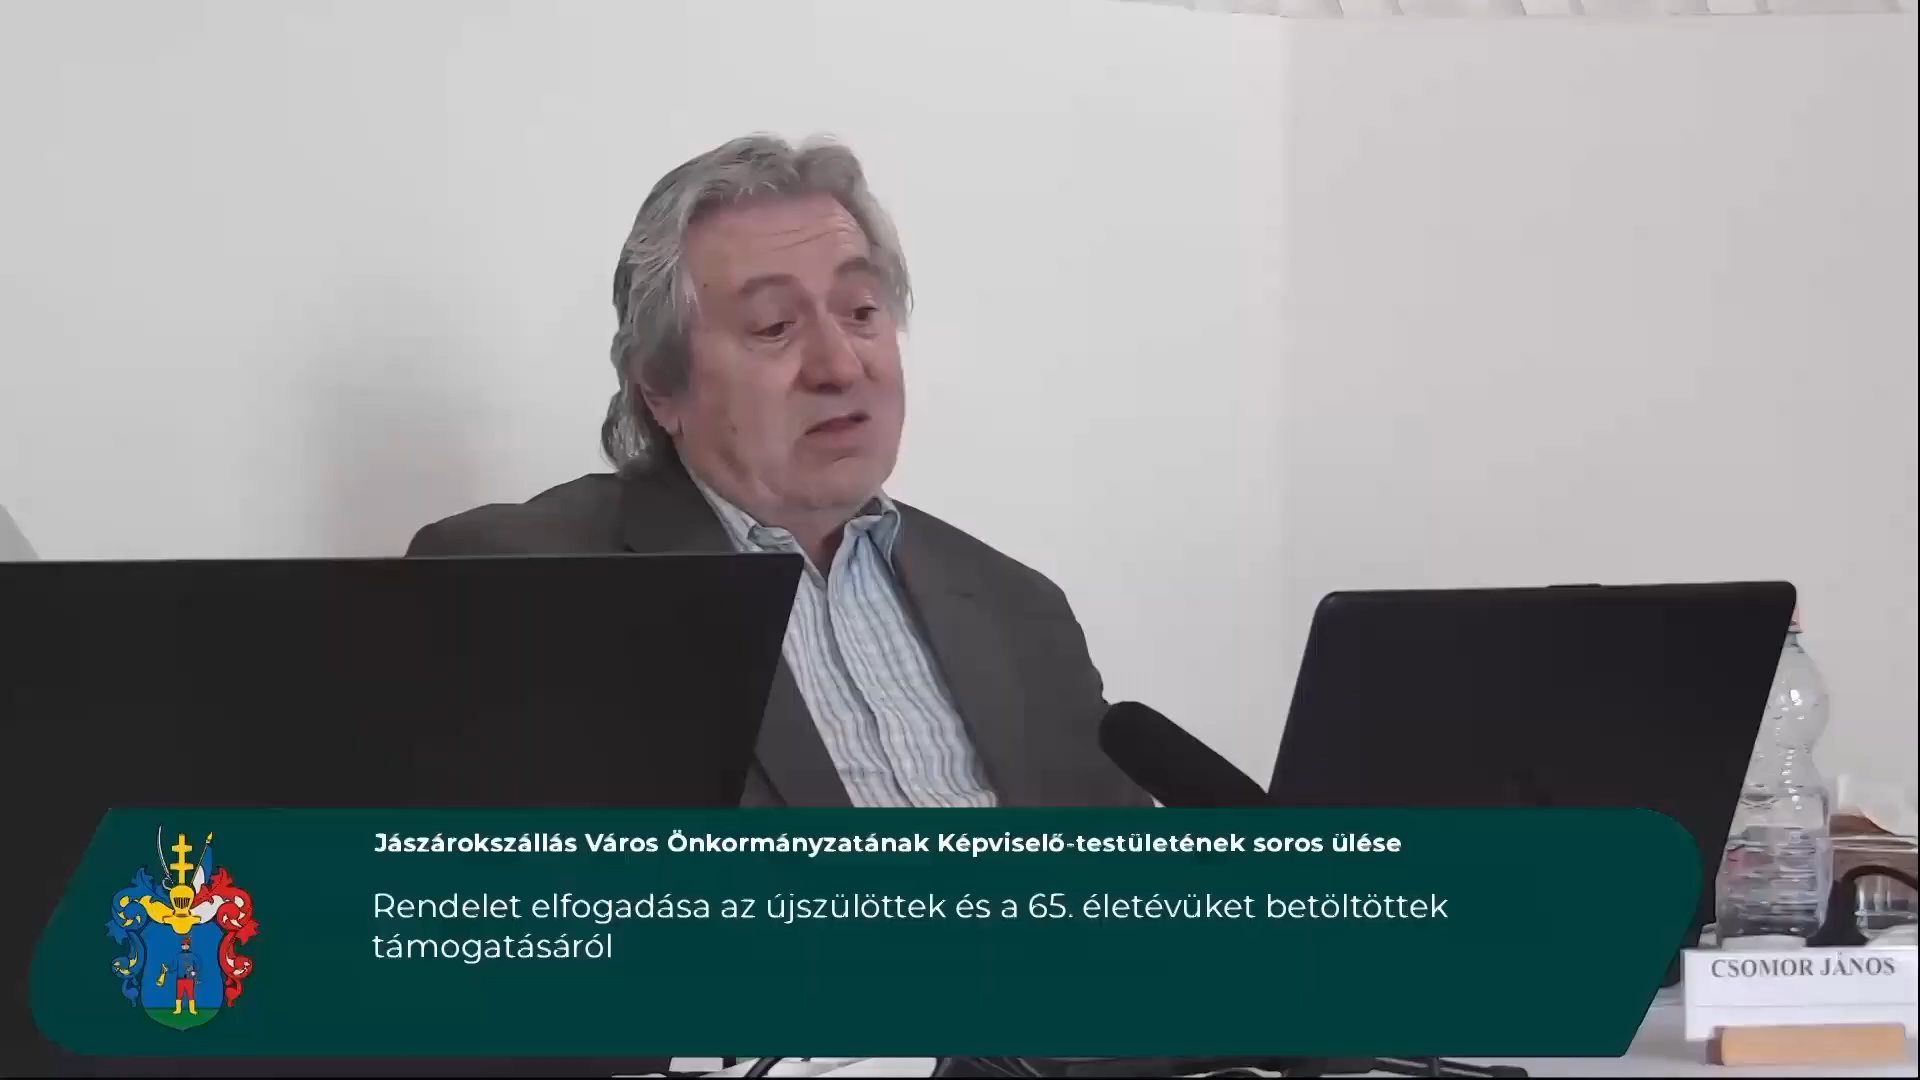 Jászárokszállás Város Önkormányzatának Képviselő-testületének soros ülése
Rendelet elfogadása az újszülöttek és a 65. életévüket betöltöttek
támogatásáról
CSOMOR JÁNOS